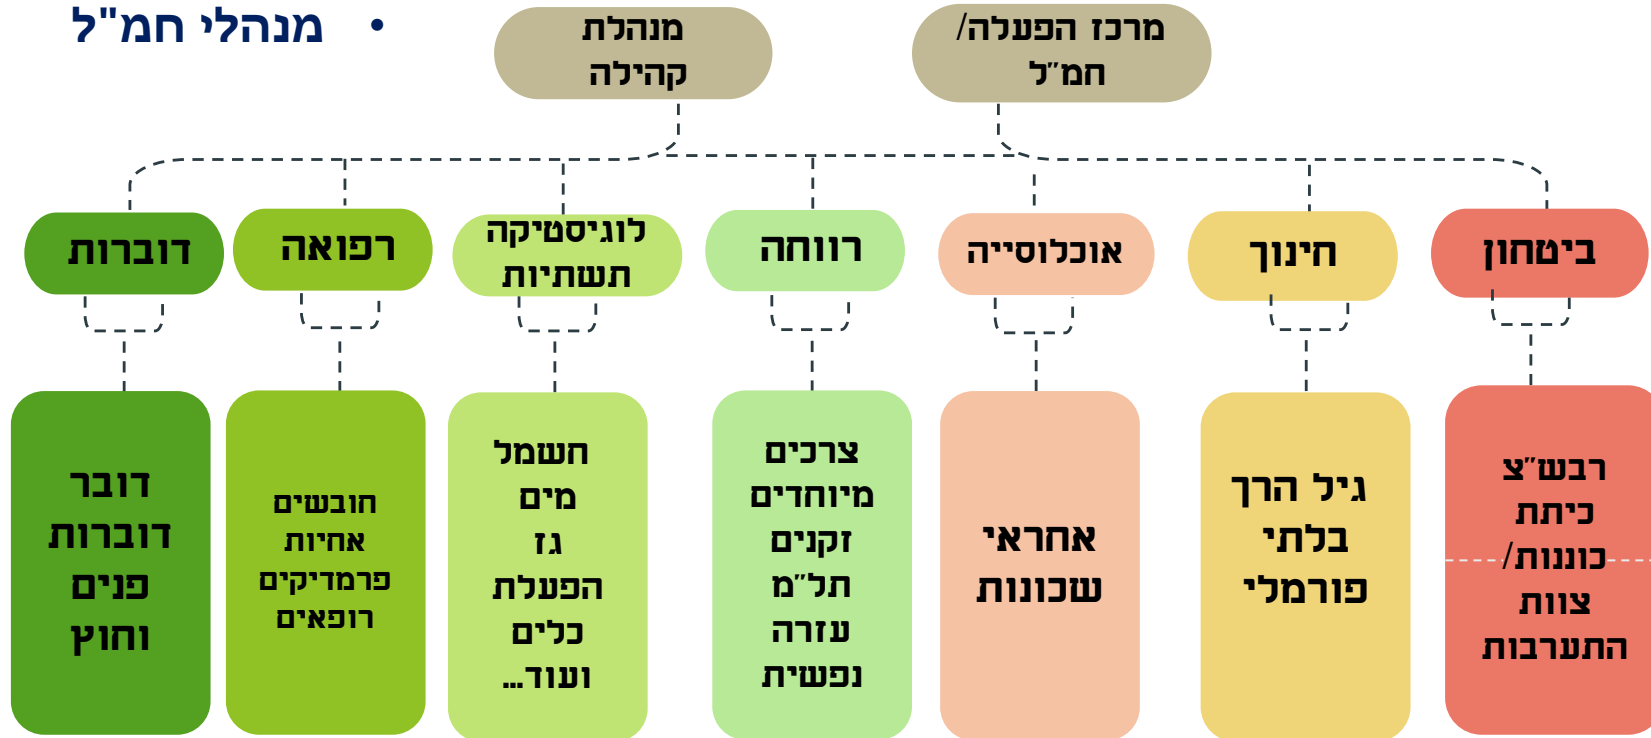 • מנהלי חמ"ל
מרכז הפעלה/
חמ״ל
מנהלת
קהילה
ביטחון
חינוך
אוכלוסייה
רווחה
לוגיסטיקה
תשתיות
רפואה
דוברות
רבש״צ
כיתת
כוננות/
צוות
התערבות
גיל הרך
בלתי
פורמלי
אחראי
שכונות
צרכים
מיוחדים
זקנים
תל״מ
עזרה
נפשית
חשמל
מים
גז
הפעלת
כלים
ועוד...
חובשים
אחיות
פרמדיקים
רופאים
דובר
דוברות
פנים
וחוץ